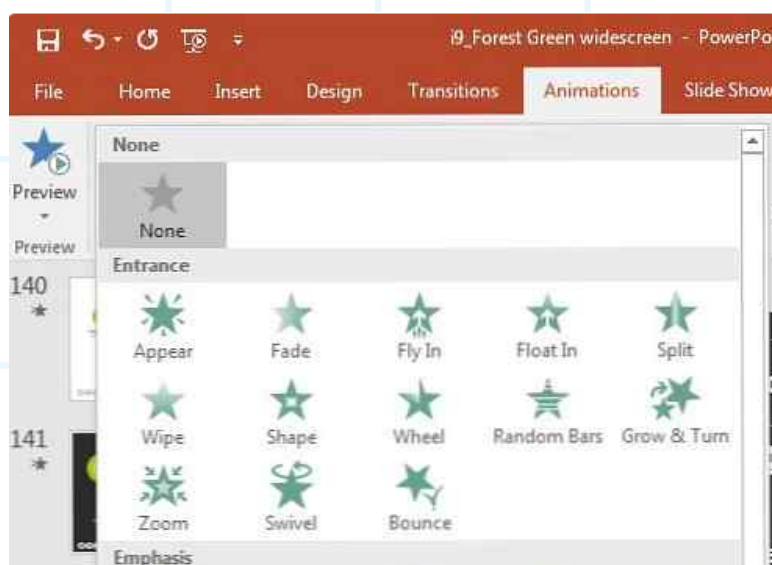 i9_Forest Green widescreen - PowerPo
File Home Insert Design Transitions Animations Slide Show
Preview
Preview
None
None
Entrance
140
Appear Fade Fly In Float In Split
141
Wipe Shape Wheel Random Bars Grow & Turn
Zoom Swivel Bounce
Emphasis